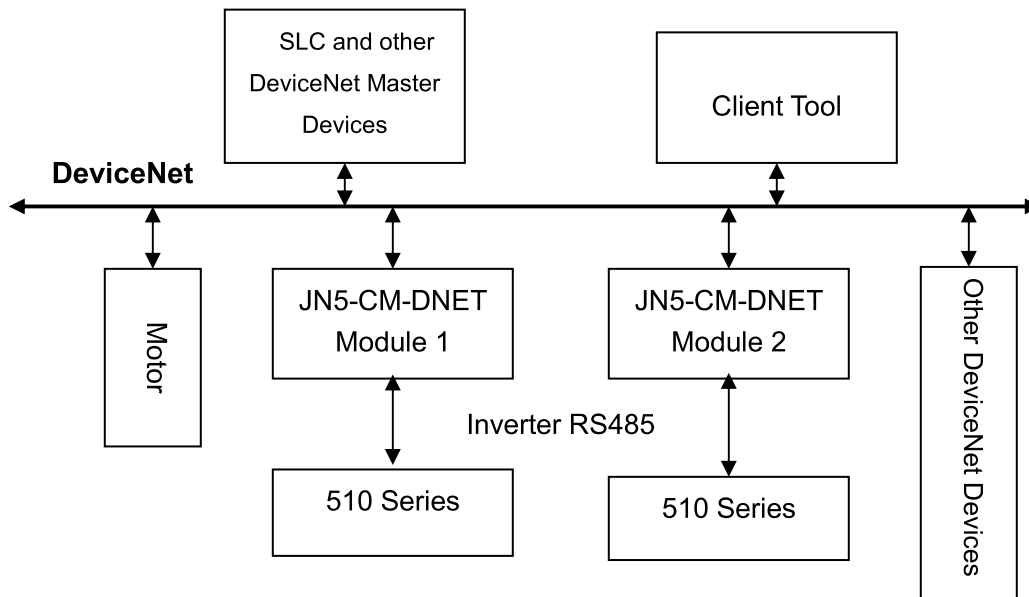 SLC and other
DeviceNet Master
Devices
Client Tool
DeviceNet
Motor
JN5-CM-DNET
Module 1
JN5-CM-DNET
Module 2
Other DeviceNet Devices
Inverter RS485
510 Series
510 Series